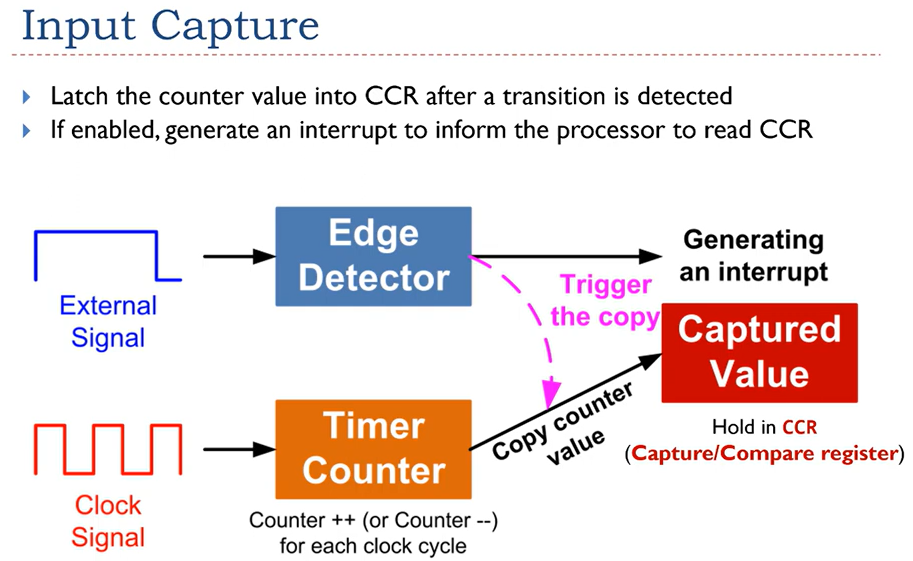 Input Capture
Latch the counter value into CCR after a transition is detected
If enabled, generate an interrupt to inform the processor to read CCR
External
Signal
Edge
Detector
Generating
an interrupt
Trigger
the copy
Captured
Value
Hold in CCR
(Capture/Compare register)
Clock
Signal
Timer
Counter
Copy counter
value
Counter ++ (or Counter --)
for each clock cycle